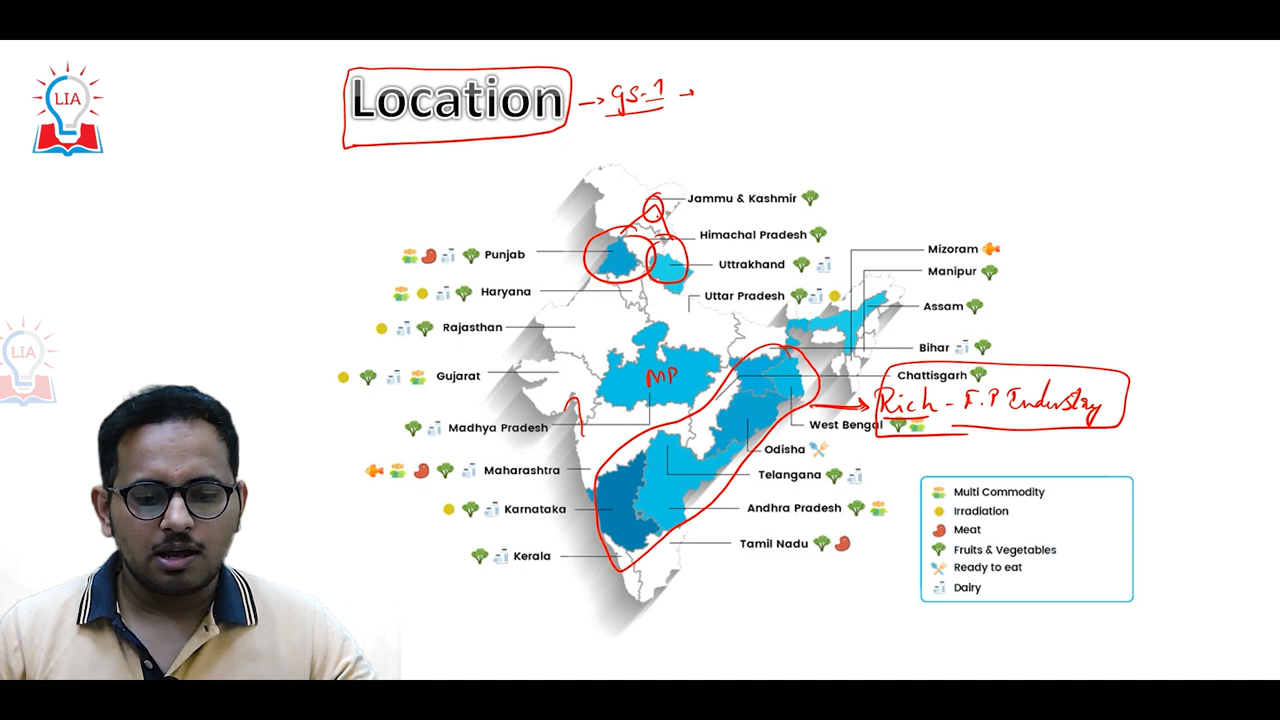 LIA
Location → GS-1 →
Jammu & Kashmir
Himachal Pradesh
Mizoram
Punjab
Uttrakhand
Manipur
Haryana
Uttar Pradesh
Assam
Rajasthan
LIA
Bihar
Gujarat
MP
Chattisgarh
Rich - F.P Industry
Madhya Pradesh
West Bengal
Odisha
Maharashtra
Telangana
Karnataka
Andhra Pradesh
Kerala
Tamil Nadu
Multi Commodity
Irradiation
Meat
Fruits & Vegetables
Ready to eat
Dairy